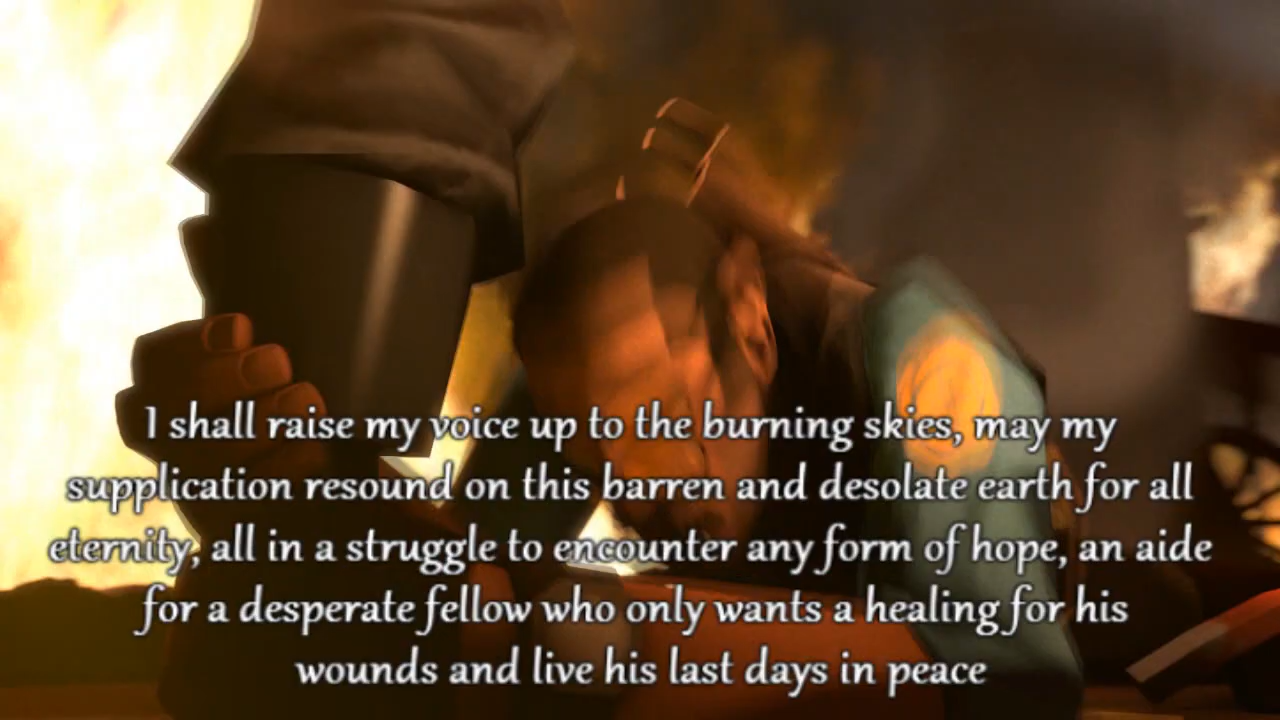 I shall raise my voice up to the burning skies, may my
supplication resound on this barren and desolate earth for all
eternity, all in a struggle to encounter any form of hope, an aide
for a desperate fellow who only wants a healing for his
wounds and live his last days in peace